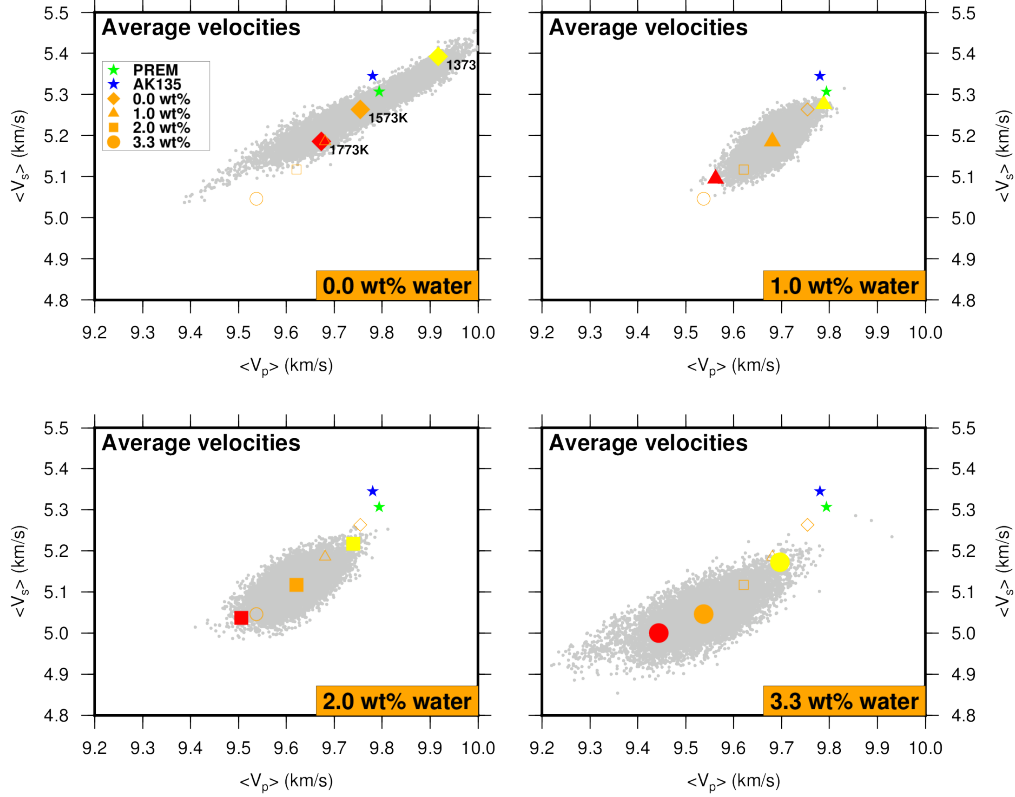 5.5
5.4
5.3
5.2
5.1
5.0
4.9
4.8
<Vs> (km/s)
Average velocities
PREM
AK135
0.0 wt%
1.0 wt%
2.0 wt%
3.3 wt%
1373
1573K
1773K
0.0 wt% water
9.2 9.3 9.4 9.5 9.6 9.7 9.8 9.9 10.0
<Vp> (km/s)
Average velocities
1.0 wt% water
5.5
5.4
5.3
5.2
5.1
5.0
4.9
4.8
<Vs> (km/s)
9.2 9.3 9.4 9.5 9.6 9.7 9.8 9.9 10.0
<Vp> (km/s)
5.5
5.4
5.3
5.2
5.1
5.0
4.9
4.8
<Vs> (km/s)
Average velocities
2.0 wt% water
9.2 9.3 9.4 9.5 9.6 9.7 9.8 9.9 10.0
<Vp> (km/s)
Average velocities
3.3 wt% water
5.5
5.4
5.3
5.2
5.1
5.0
4.9
4.8
<Vs> (km/s)
9.2 9.3 9.4 9.5 9.6 9.7 9.8 9.9 10.0
<Vp> (km/s)